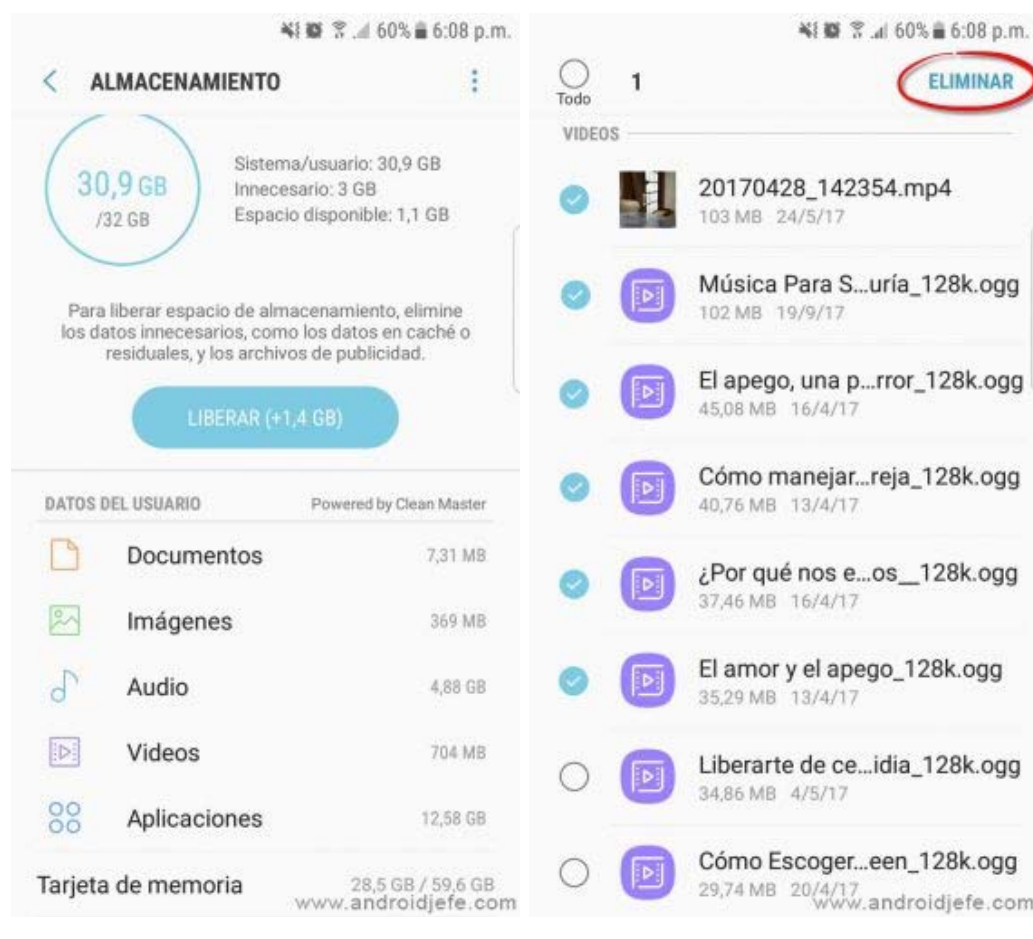 60% 6:08 p.m.
ALMACENAMIENTO
30,9 GB
/32 GB
Sistema/usuario: 30,9 GB
Innecesario: 3 GB
Espacio disponible: 1,1 GB
Para liberar espacio de almacenamiento, elimine
los datos innecesarios, como los datos en caché o
residuales, y los archivos de publicidad.
LIBERAR (+1,4 GB)
DATOS DEL USUARIO Powered by Clean Master
Documentos 7,31 MB
Imágenes 369 MB
Audio 4,88 GB
Videos 704 MB
Aplicaciones 12,58 GB
Tarjeta de memoria 28,5 GB / 59,6 GB
www.androidjefe.com
60% 6:08 p.m.
Todo 1 ELIMINAR
VIDEOS
20170428_142354.mp4
103 MB 24/5/17
Música Para S...uría_128k.ogg
102 MB 19/9/17
El apego, una p...rror_128k.ogg
45,08 MB 16/4/17
Cómo manejar...reja_128k.ogg
40,76 MB 13/4/17
¿Por qué nos e...os__128k.ogg
37,46 MB 16/4/17
El amor y el apego_128k.ogg
35,29 MB 13/4/17
Liberarte de ce...idia_128k.ogg
34,86 MB 4/5/17
Cómo Escoger...een_128k.ogg
29,74 MB 20/4/17
www.androidjefe.com